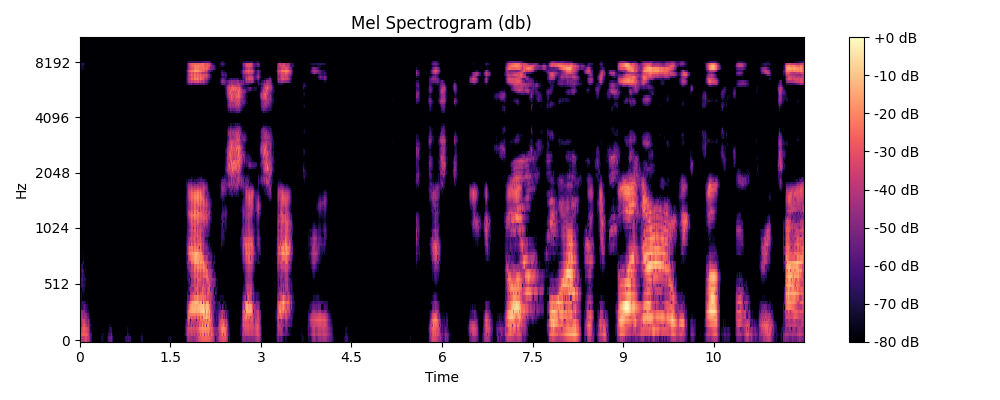 Mel Spectrogram (db)
8192
4096
2048
1024
512
0
Hz
0 1.5 3 4.5 6 7.5 9 10
Time
+0 dB
-10 dB
-20 dB
-30 dB
-40 dB
-50 dB
-60 dB
-70 dB
-80 dB